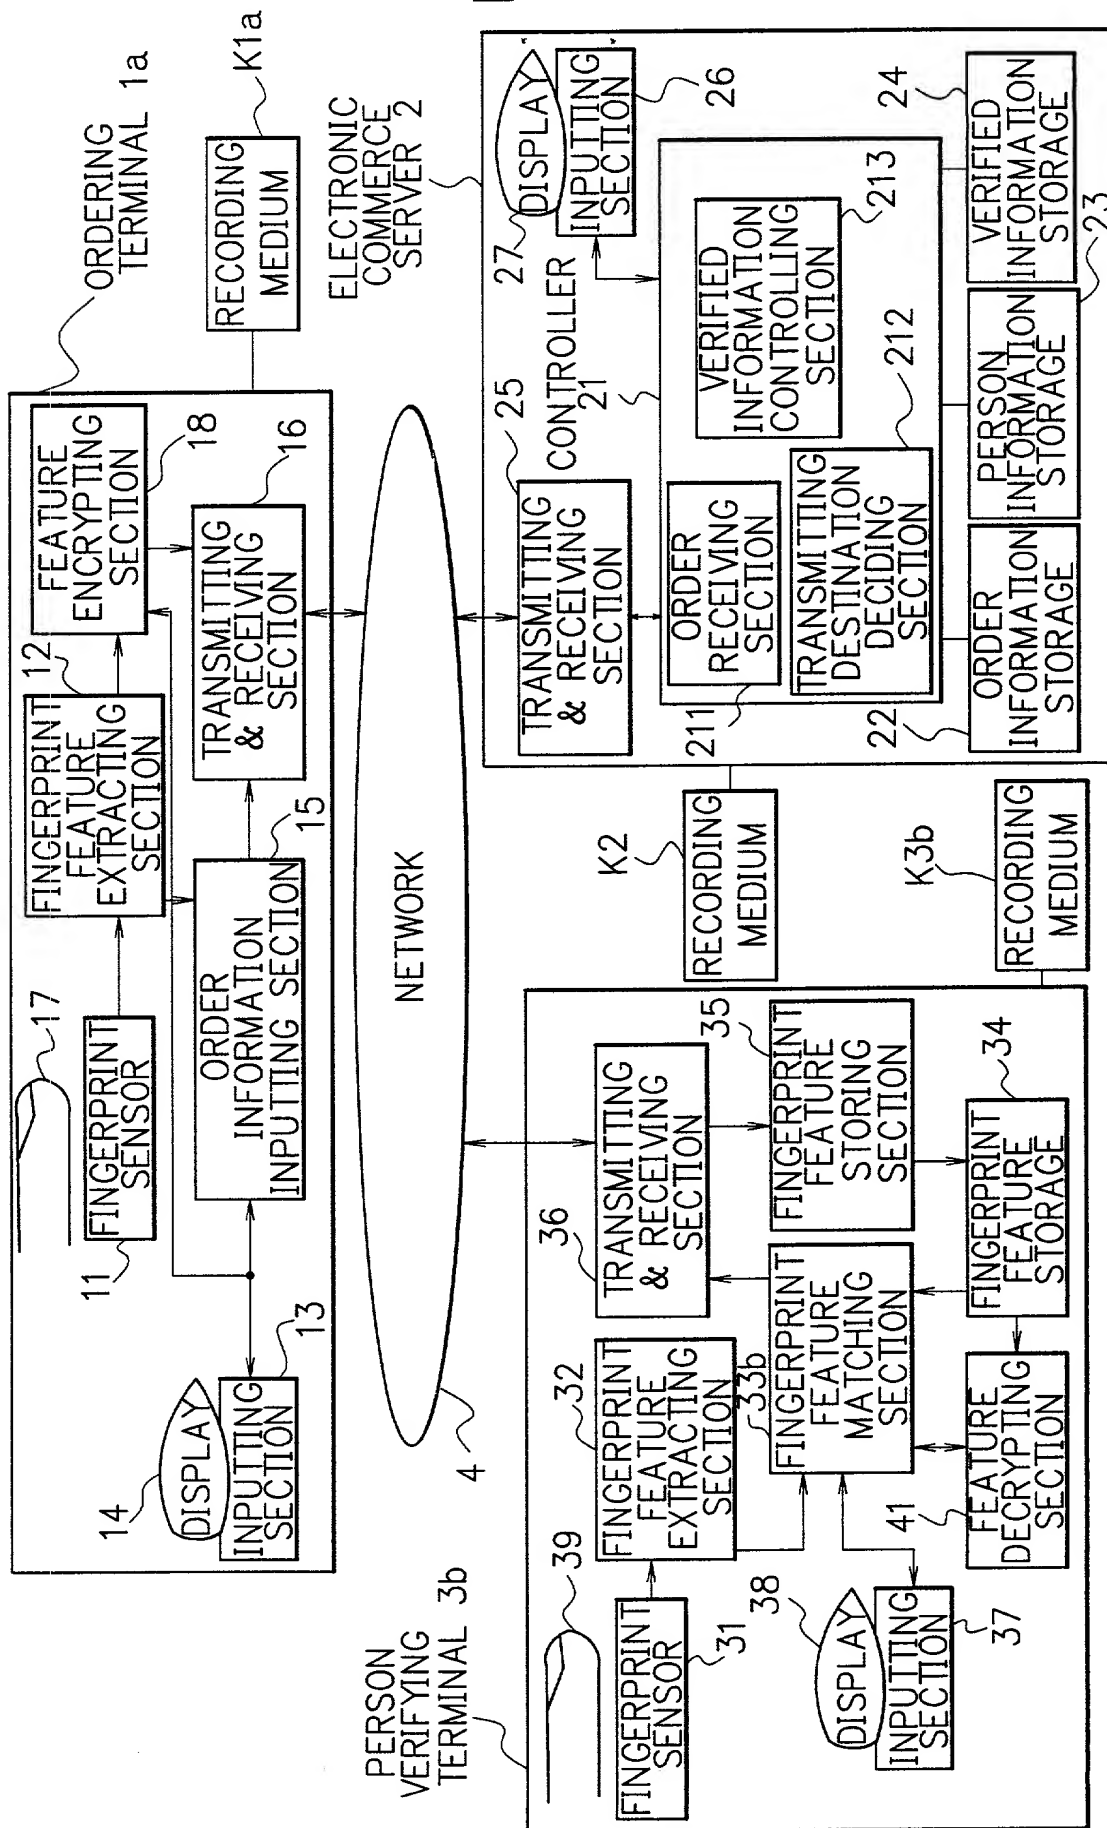 ORDERING
TERMINAL 1a
17
FINGERPRINT
SENSOR
11
12
FINGERPRINT
FEATURE
EXTRACTING
SECTION
FEATURE
ENCRYPTING
SECTION
18
14
DISPLAY
INPUTTING
SECTION
13
ORDER
INFORMATION
INPUTTING SECTION
15
TRANSMITTING
& RECEIVING
SECTION
16
RECORDING
MEDIUM
K1a
NETWORK
4
ELECTRONIC
COMMERCE
SERVER 2
TRANSMITTING
& RECEIVING
SECTION
25
CONTROLLER
21
27
DISPLAY
INPUTTING
SECTION
26
ORDER
RECEIVING
SECTION
211
TRANSMITTING
DESTINATION
DECIDING
SECTION
212
VERIFIED
INFORMATION
CONTROLLING
SECTION
213
22
ORDER
INFORMATION
STORAGE
PERSON
INFORMATION
STORAGE
23
VERIFIED
INFORMATION
STORAGE
24
K2
RECORDING
MEDIUM
K3b
RECORDING
MEDIUM
PERSON
VERIFYING
TERMINAL 3b
39
FINGERPRINT
SENSOR
31
32
FINGERPRINT
FEATURE
EXTRACTING
SECTION
36
TRANSMITTING
& RECEIVING
SECTION
35
FINGERPRINT
FEATURE
STORING
SECTION
33b
FINGERPRINT
FEATURE
MATCHING
SECTION
34
FINGERPRINT
FEATURE
STORAGE
38
DISPLAY
INPUTTING
SECTION
37
41
FEATURE
DECRYPTING
SECTION